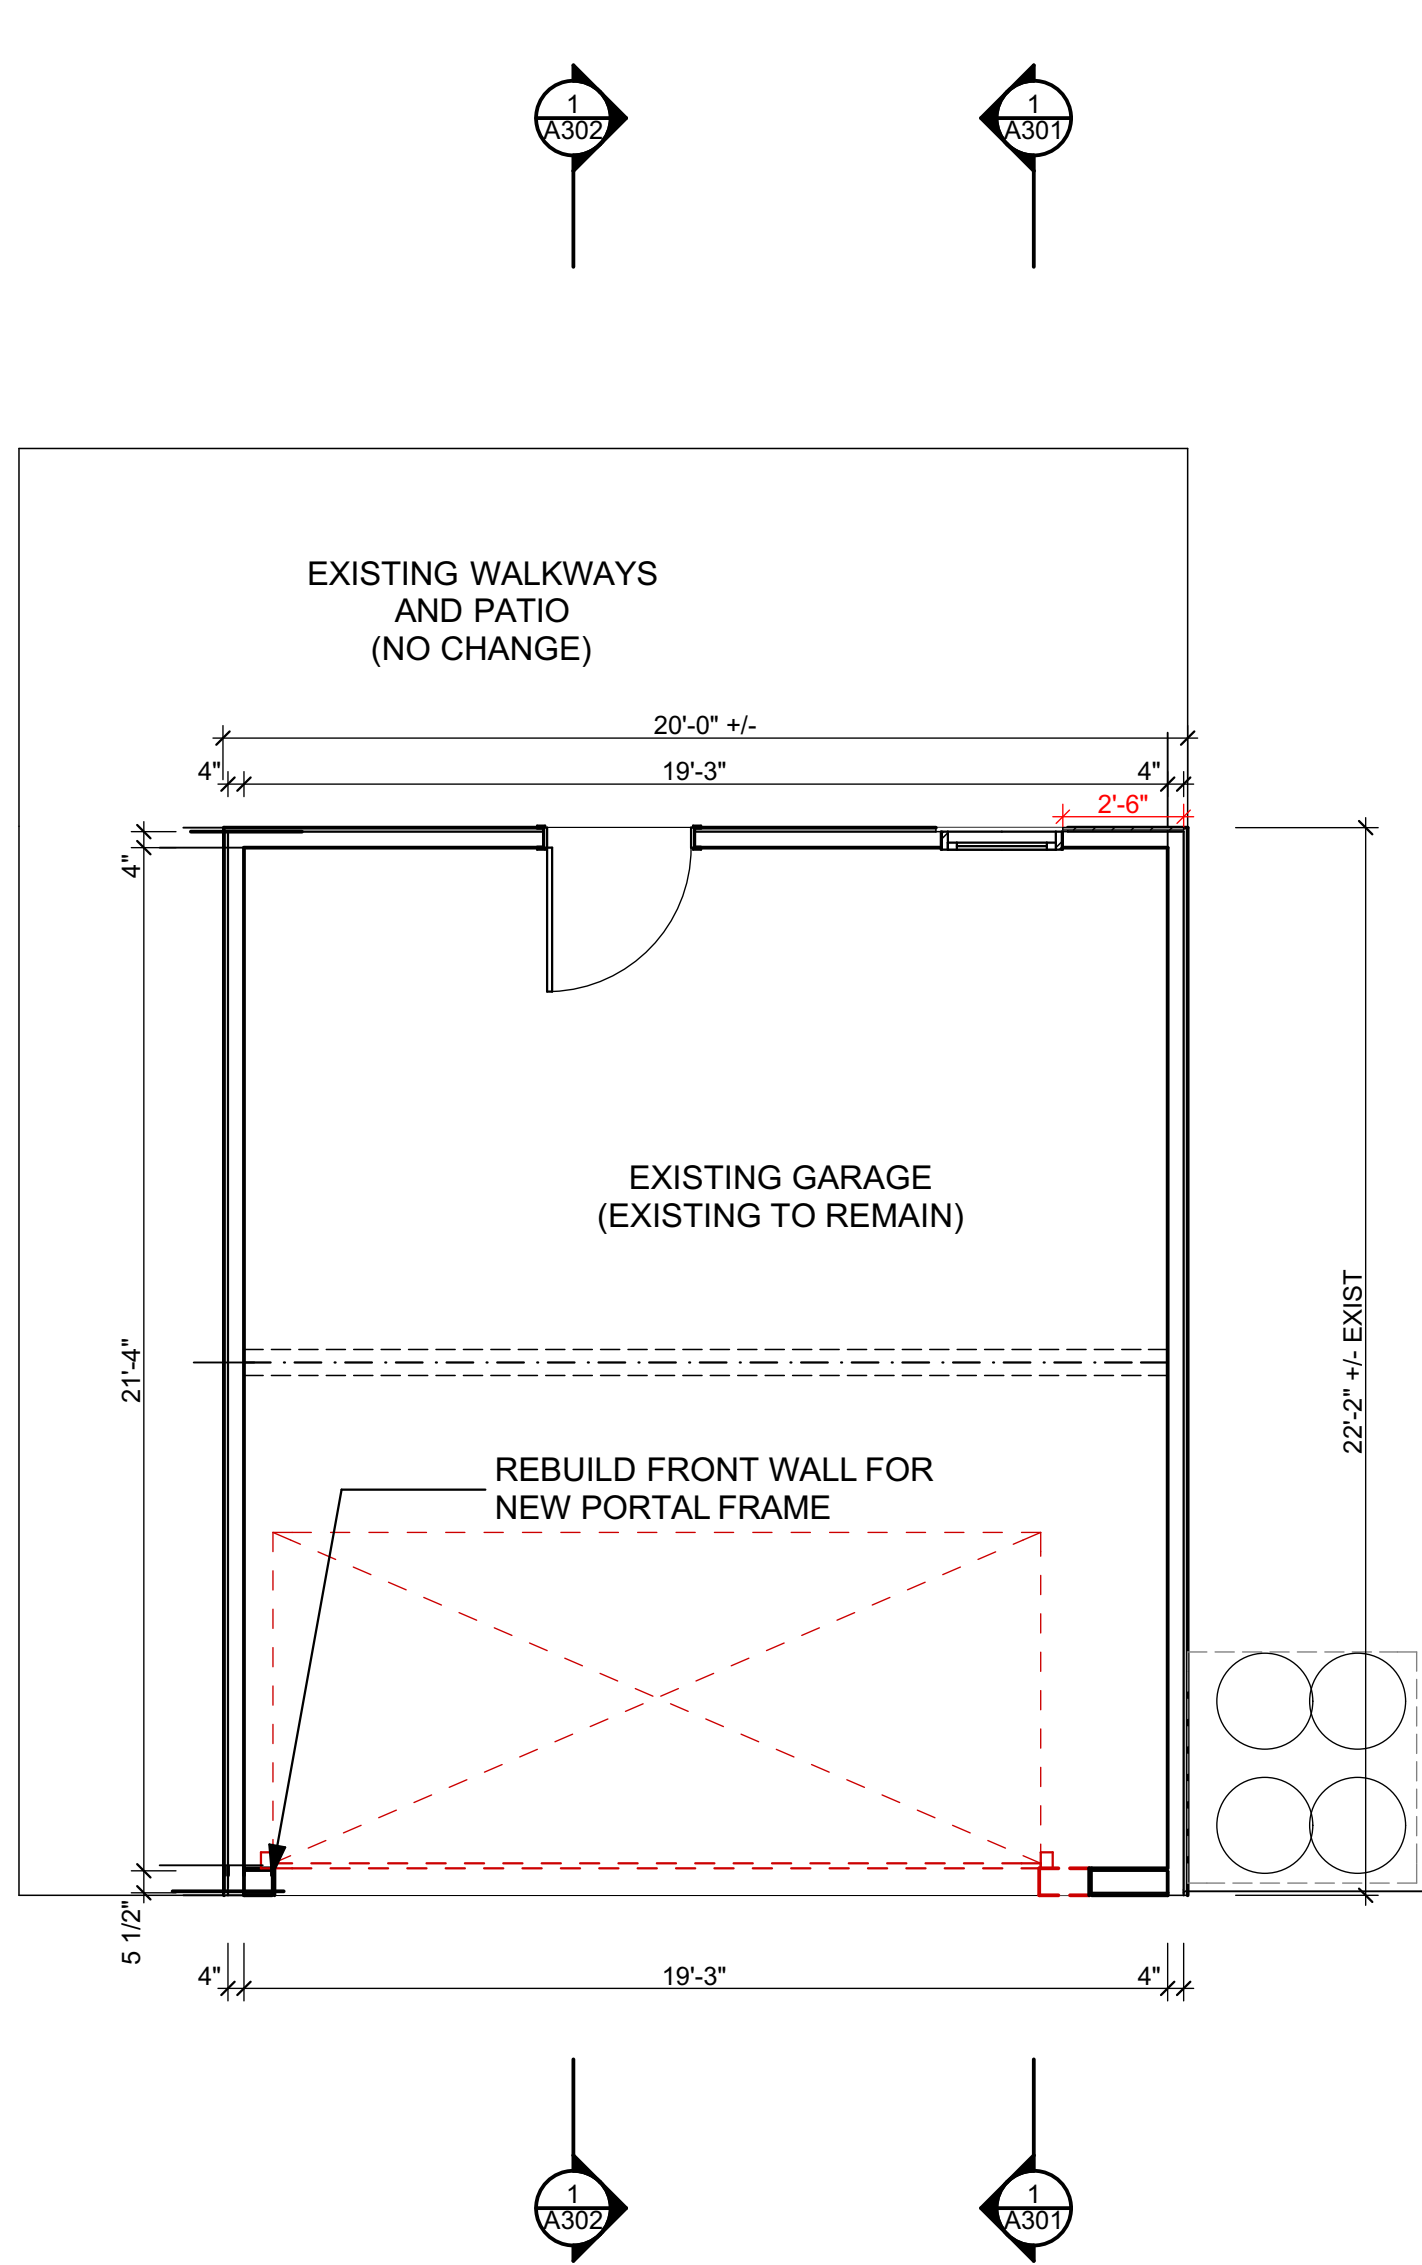 1
A302
1
A301
EXISTING WALKWAYS
AND PATIO
(NO CHANGE)
20'-0" +/-
4"
19'-3"
4"
2'-6"
4"
EXISTING GARAGE
(EXISTING TO REMAIN)
21'-4"
22'-2" +/- EXIST
REBUILD FRONT WALL FOR
NEW PORTAL FRAME
5 1/2"
4"
19'-3"
4"
1
A302
1
A301